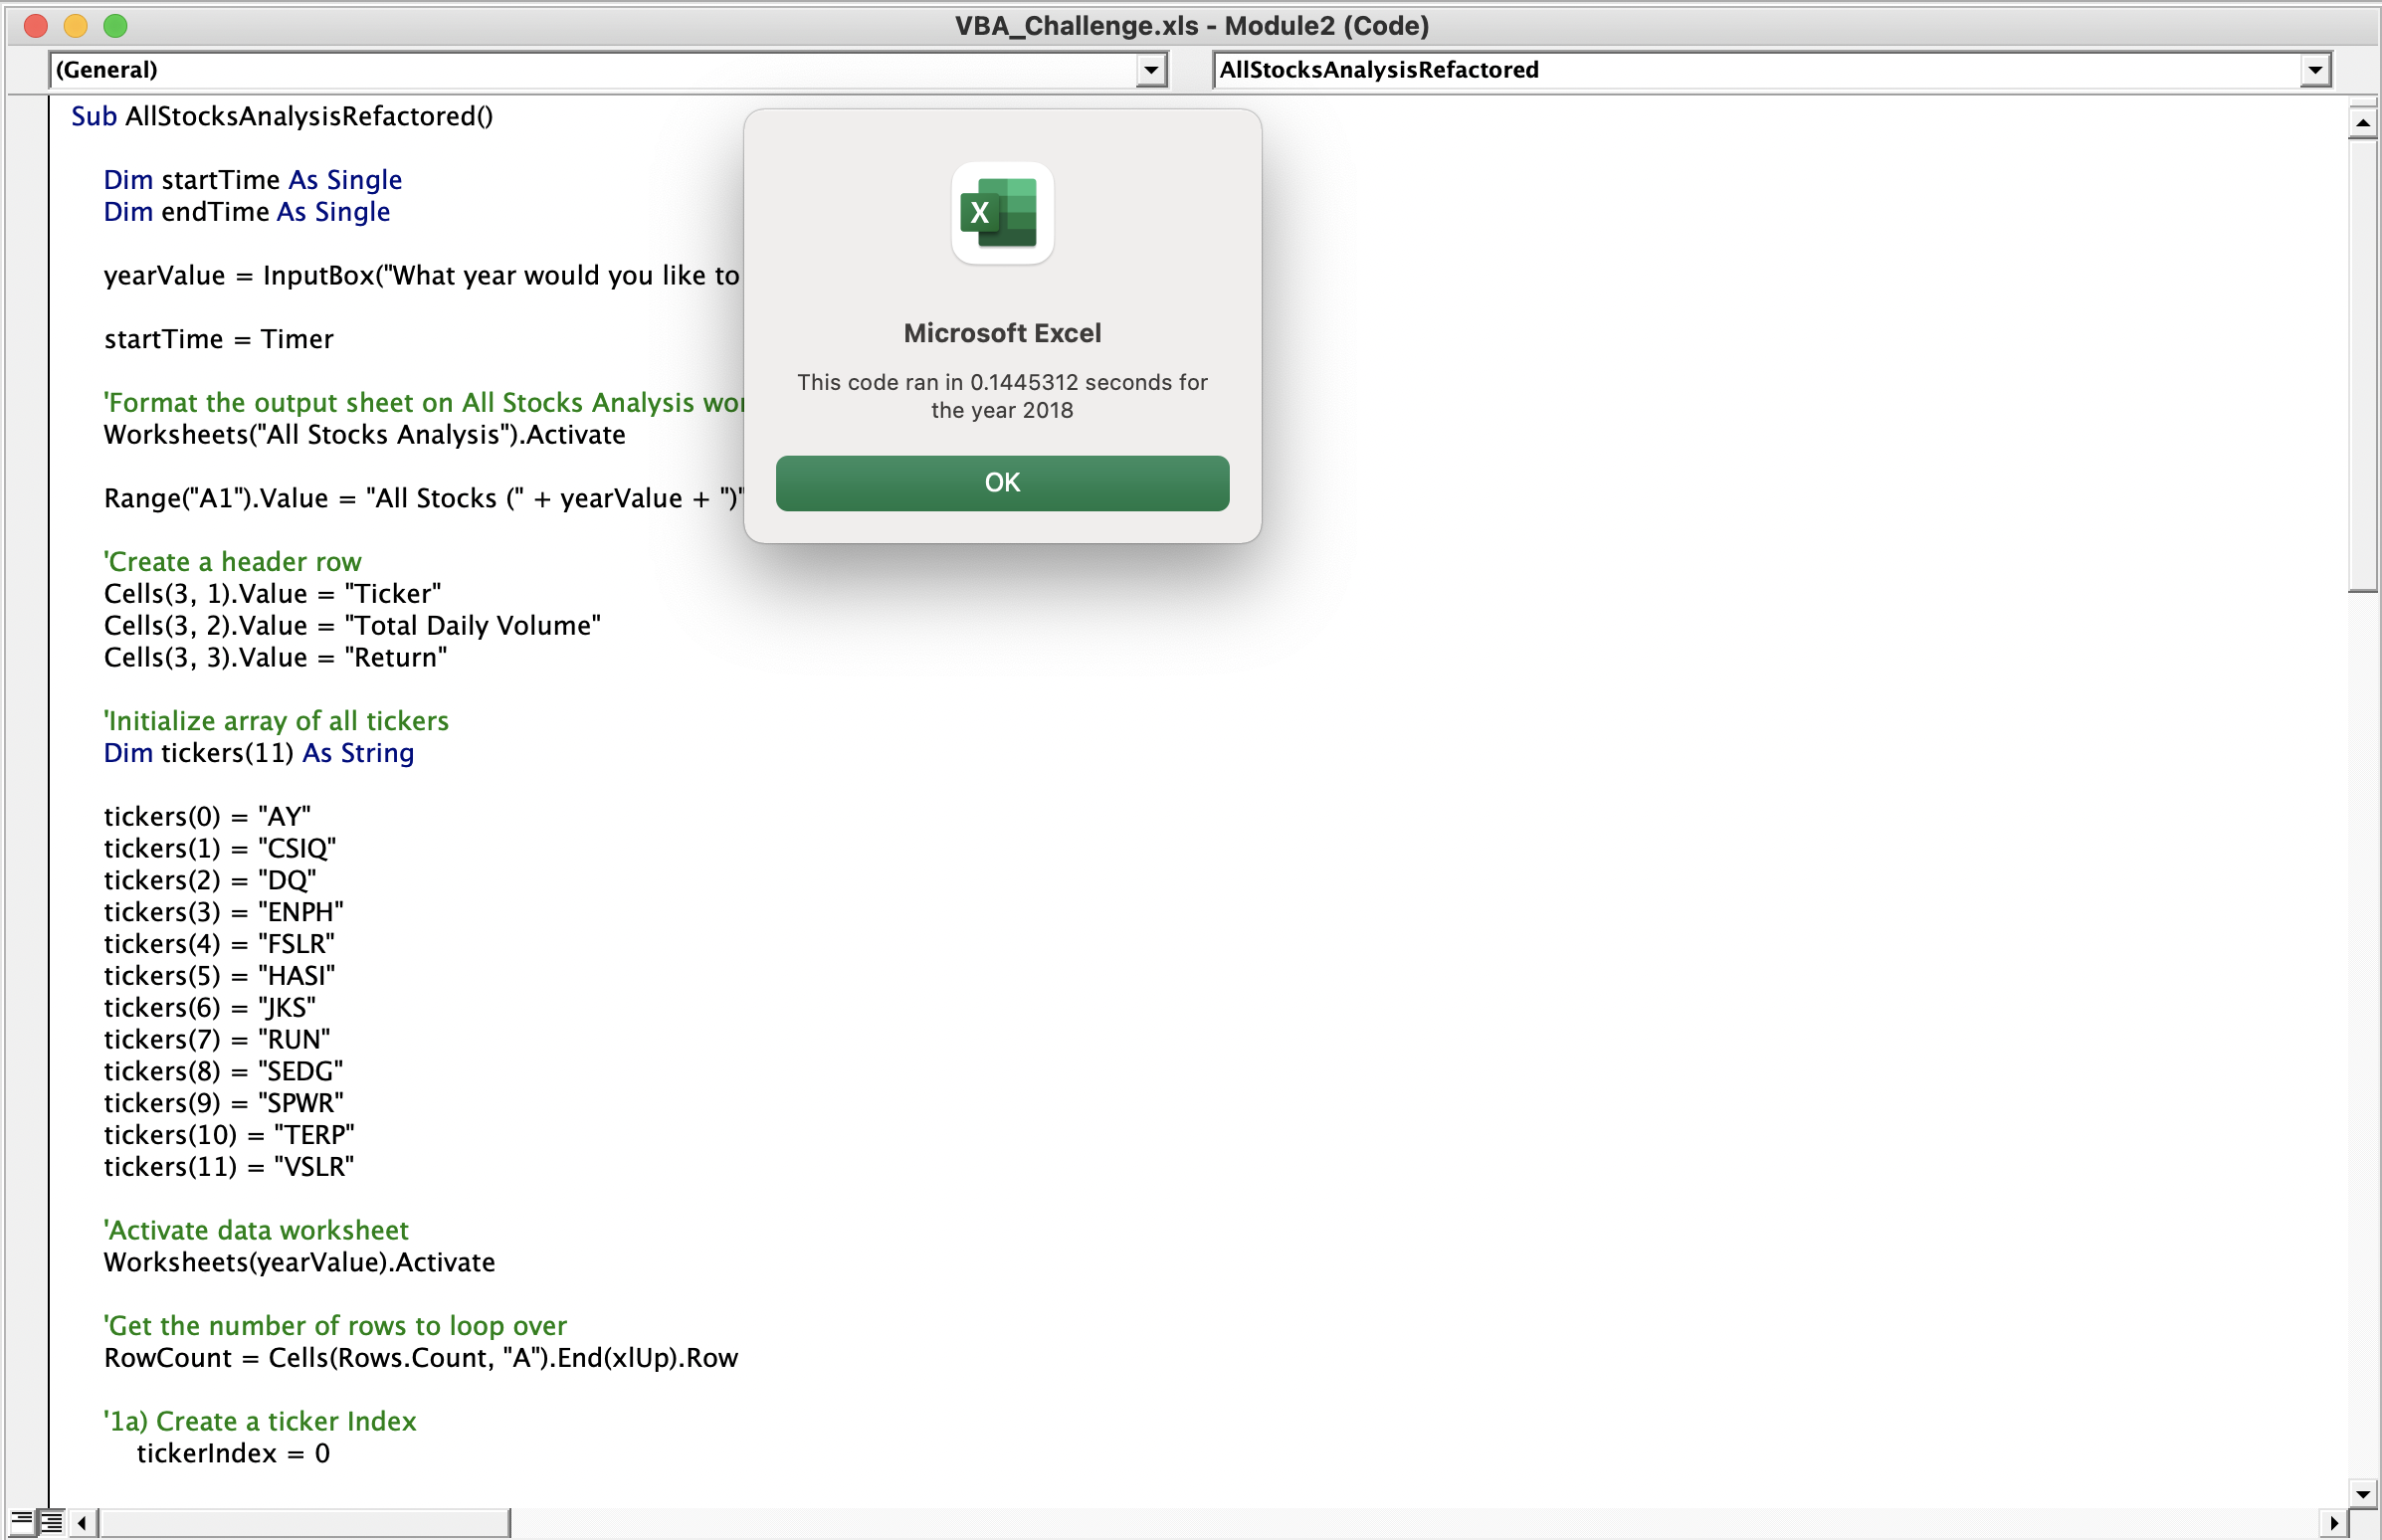 VBA_Challenge.xls - Module2 (Code)
(General)
AllStocksAnalysisRefactored
Sub AllStocksAnalysisRefactored()
Dim startTime As Single
Dim endTime As Single
yearValue = InputBox("What year would you like to
startTime = Timer
'Format the output sheet on All Stocks Analysis
Worksheets("All Stocks Analysis").Activate
Range("A1").Value = "All Stocks (" + yearValue + ")"
'Create a header row
Cells(3, 1).Value = "Ticker"
Cells(3, 2).Value = "Total Daily Volume"
Cells(3, 3).Value = "Return"
'Initialize array of all tickers
Dim tickers(11) As String
tickers(0) = "AY"
tickers(1) = "CSIQ"
tickers(2) = "DQ"
tickers(3) = "ENPH"
tickers(4) = "FSLR"
tickers(5) = "HASI"
tickers(6) = "JKS"
tickers(7) = "RUN"
tickers(8) = "SEDG"
tickers(9) = "SPWR"
tickers(10) = "TERP"
tickers(11) = "VSLR"
'Activate data worksheet
Worksheets(yearValue).Activate
'Get the number of rows to loop over
RowCount = Cells(Rows.Count, "A").End(xlUp).Row
'1a) Create a ticker Index
tickerIndex = 0
X
Microsoft Excel
This code ran in 0.1445312 seconds for
the year 2018
OK